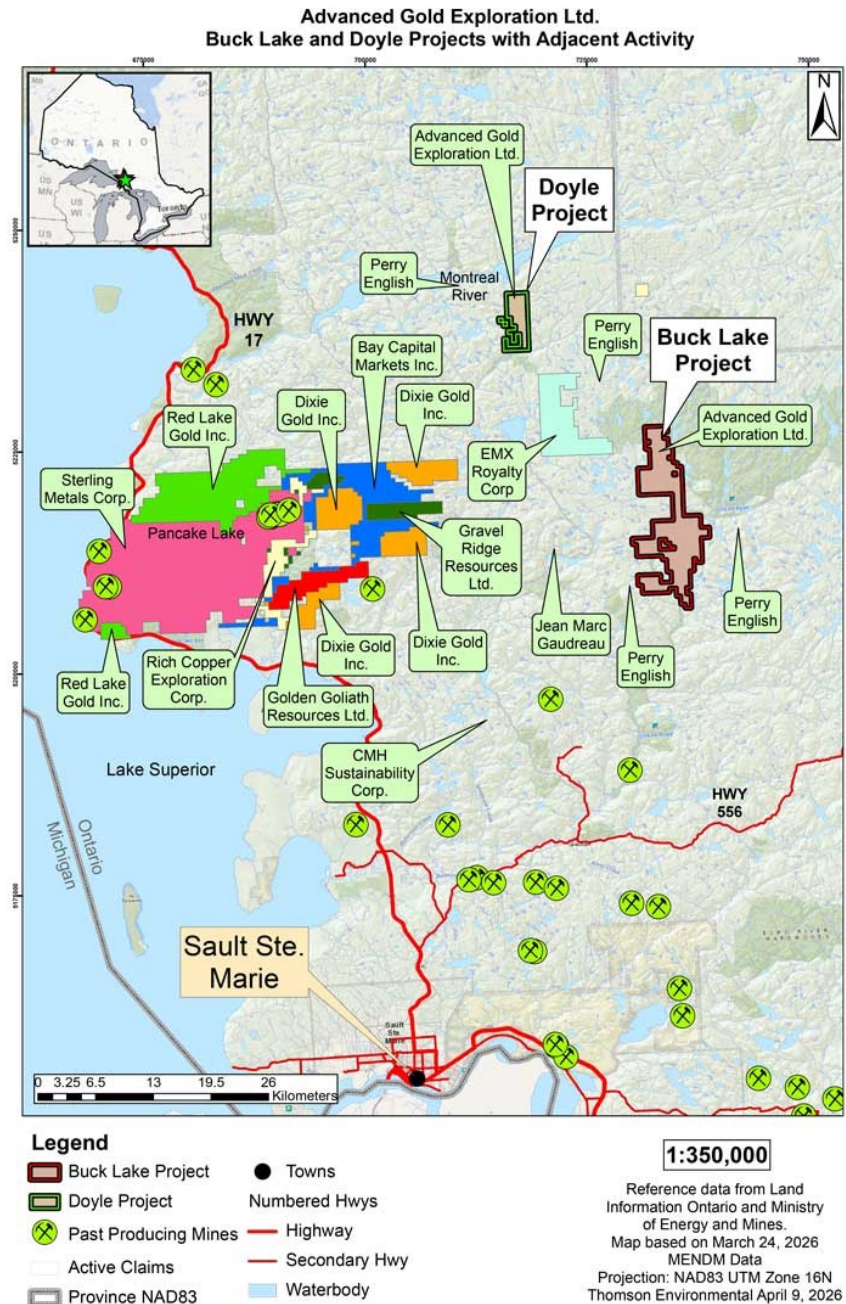 Advanced Gold Exploration Ltd.
Buck Lake and Doyle Projects with Adjacent Activity
675000
700000
725000
750000
N
ONTARIO
US
MN
US
WI
US
MI
Toronto
Advanced Gold
Exploration Ltd.
Doyle
Project
5250000
Perry
English
Montreal
River
HWY
17
Perry
English
Buck Lake
Project
Bay Capital
Markets Inc.
Dixie
Gold Inc.
Dixie Gold
Inc.
Red Lake
Gold Inc.
Advanced Gold
Exploration Ltd.
5225000
EMX
Royalty
Corp
Sterling
Metals Corp.
Pancake Lake
Gravel
Ridge
Resources
Ltd.
Jean Marc
Gaudreau
Perry
English
Perry
English
Dixie Gold
Inc.
Dixie Gold
Inc.
Rich Copper
Exploration
Corp.
Red Lake
Gold Inc.
Golden Goliath
Resources Ltd.
5200000
CMH
Sustainability
Corp.
Lake Superior
HWY
556
Ontario
Michigan
5175000
Sault Ste.
Marie
Sault
Ste.
Marie
0 3.25 6.5 13 19.5 26
Kilometers
Legend
Buck Lake Project
Doyle Project
Past Producing Mines
Active Claims
Province NAD83
Towns
Numbered Hwys
Highway
Secondary Hwy
Waterbody
1:350,000
Reference data from Land
Information Ontario and Ministry
of Energy and Mines.
Map based on March 24, 2026
MENDM Data
Projection: NAD83 UTM Zone 16N
Thomson Environmental April 9, 2026